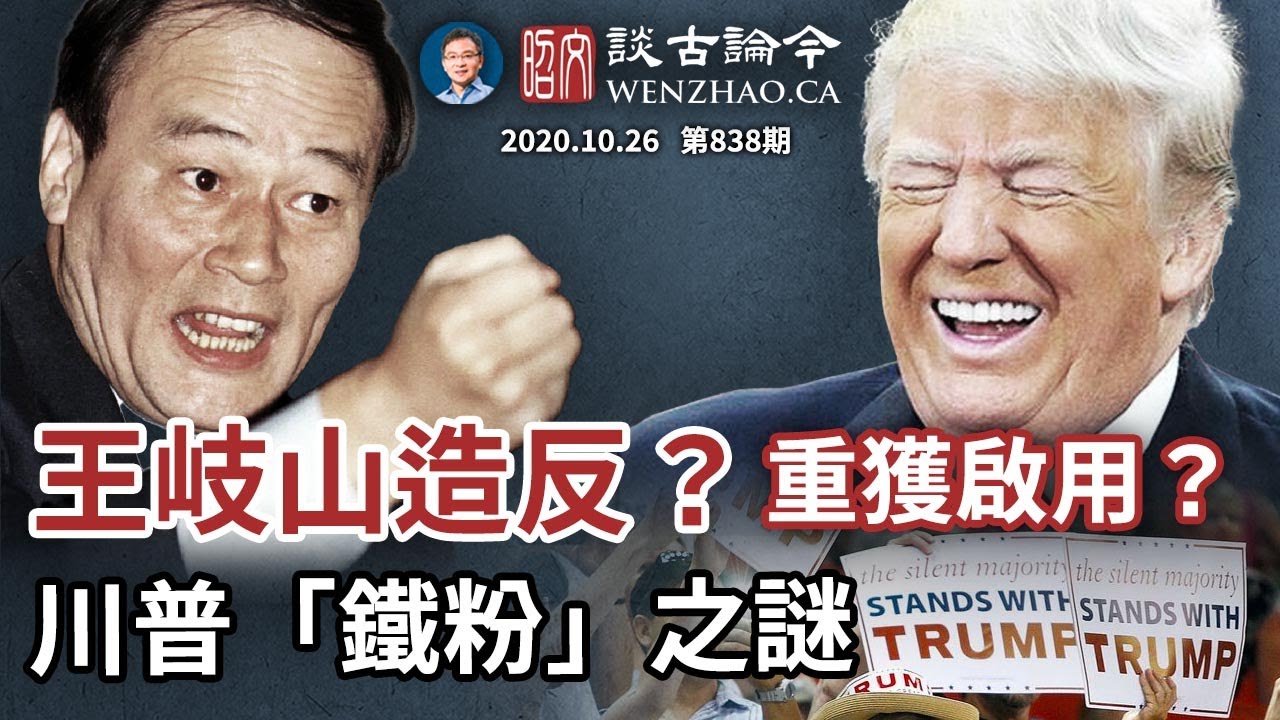 文昭 談古論今
WENZHAO.CA
2020.10.26 第838期
王岐山造反？重獲啟用？
川普「鐵粉」之謎
the silent majority
STANDS WITH
TRUMP
the silent majority
STANDS WITH
TRUMP